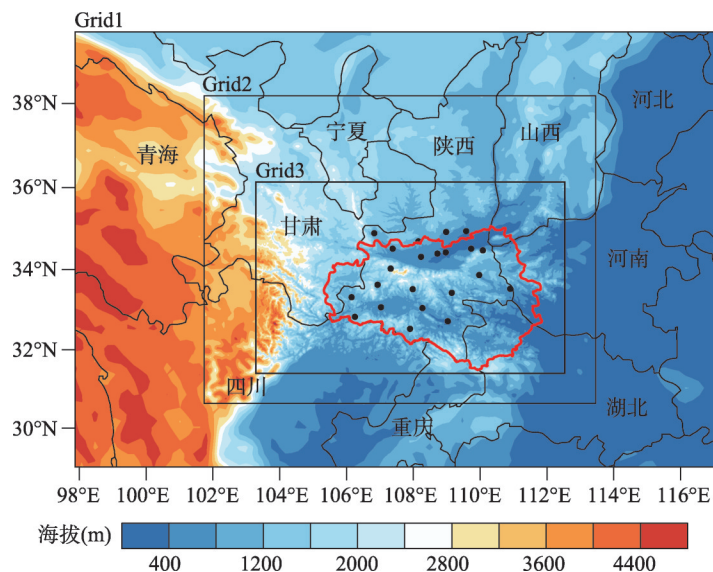 Grid1
Grid2
38°N
宁夏
陕西
山西
河北
青海
36°N
Grid3
甘肃
34°N
河南
32°N
四川
30°N
重庆
湖北
98°E 100°E 102°E 104°E 106°E 108°E 110°E 112°E 114°E 116°E
海拔(m)
400 1200 2000 2800 3600 4400